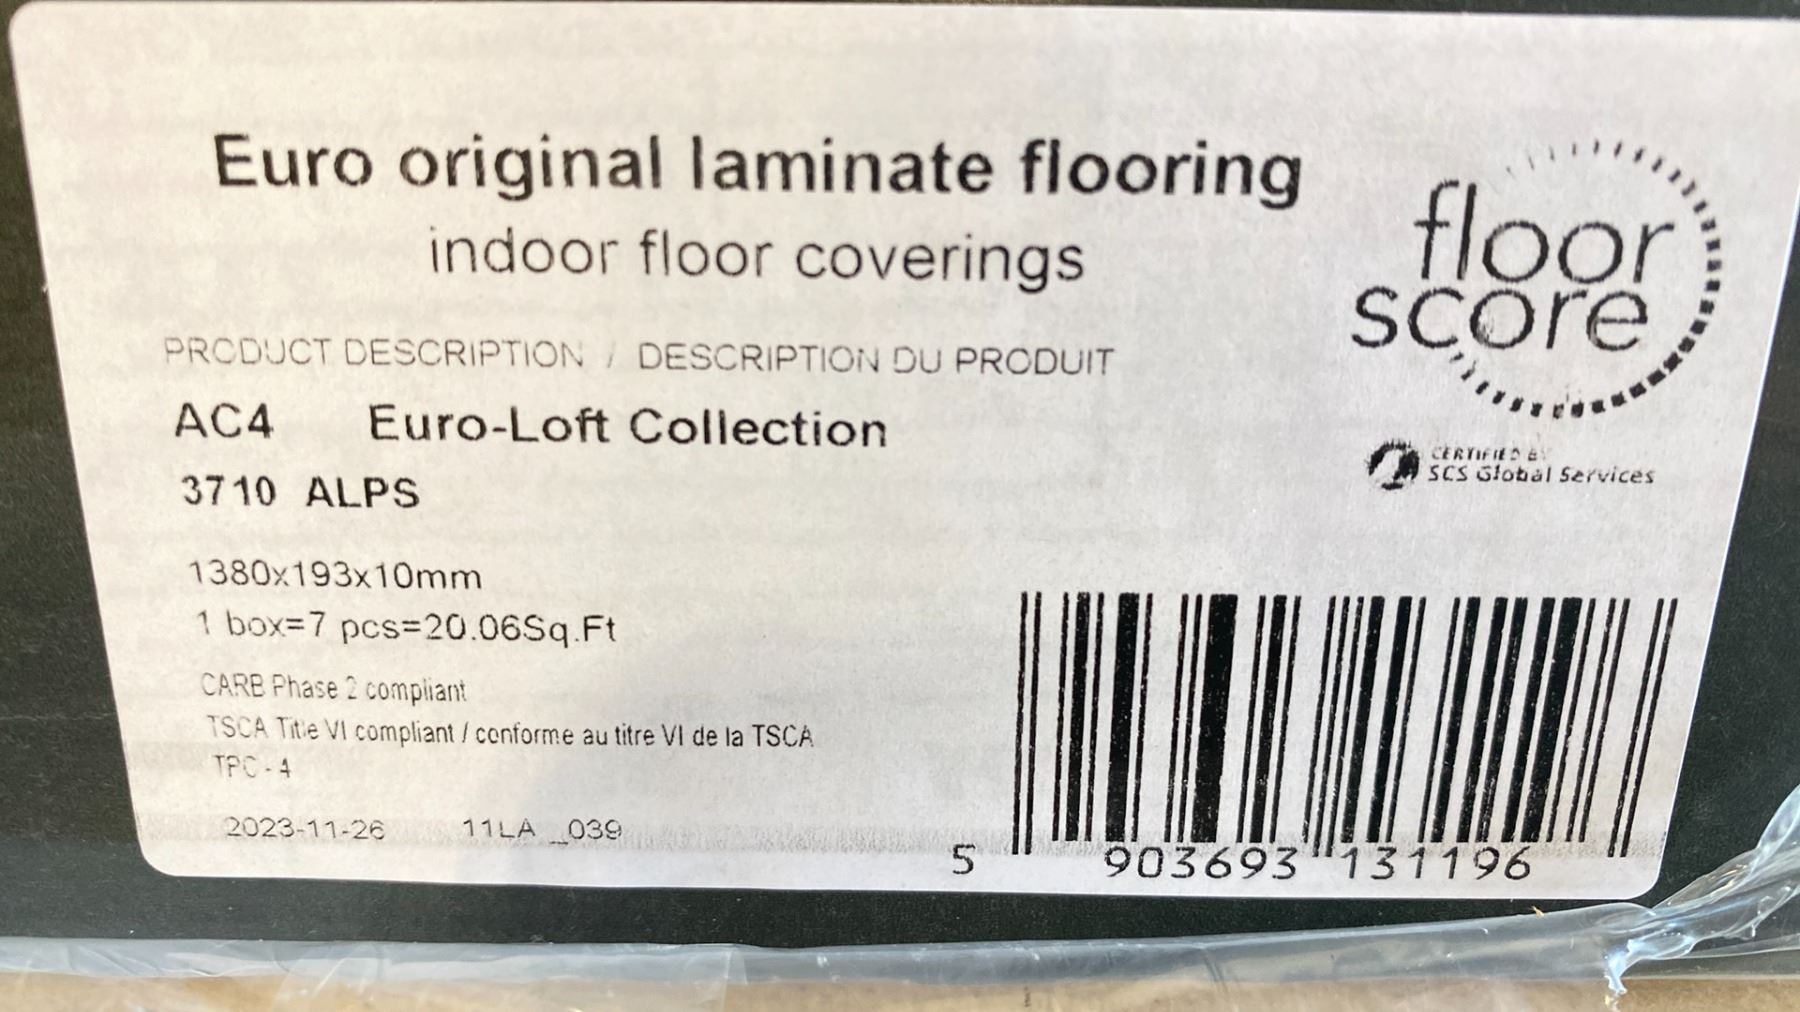 Euro original laminate flooring
indoor floor coverings
floor
score
PRODUCT DESCRIPTION / DESCRIPTION DU PRODUIT
AC4 Euro-Loft Collection
3710 ALPS
CERTIFIED BY
SCS Global Services
1380x193x10mm
1 box=7 pcs=20.06Sq.Ft
CARB Phase 2 compliant
TSCA Title VI compliant / conforme au titre VI de la TSCA
TPC - 4
2023-11-26 11LA _039
5 903693 131196